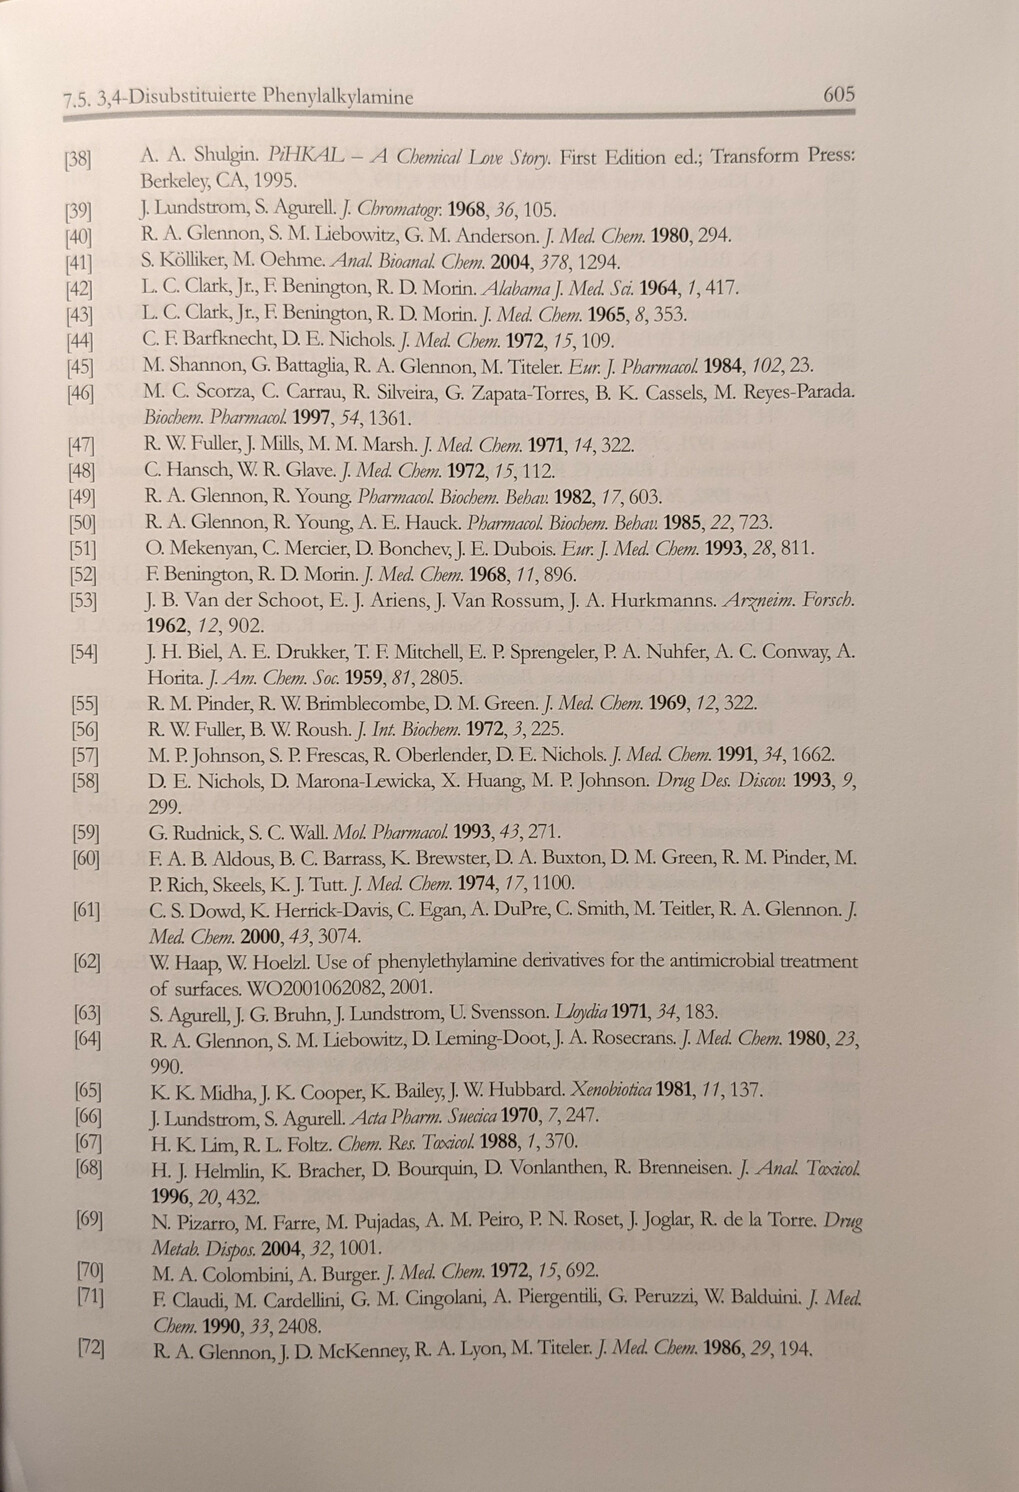 7.5. 3,4-Disubstituierte Phenylalkylamine 605
[38] A. A. Shulgin. PiHKAL – A Chemical Love Story. First Edition ed.; Transform Press:
Berkeley, CA, 1995.
[39] J. Lundstrom, S. Agurell. J. Chromatogr. 1968, 36, 105.
[40] R. A. Glennon, S. M. Liebowitz, G. M. Anderson. J. Med. Chem. 1980, 294.
[41] S. Kölliker, M. Oehme. Anal. Bioanal. Chem. 2004, 378, 1294.
[42] L. C. Clark, Jr., F. Benington, R. D. Morin. Alabama J. Med. Sci. 1964, 1, 417.
[43] L. C. Clark, Jr., F. Benington, R. D. Morin. J. Med. Chem. 1965, 8, 353.
[44] C. F. Barfknecht, D. E. Nichols. J. Med. Chem. 1972, 15, 109.
[45] M. Shannon, G. Battaglia, R. A. Glennon, M. Titeler. Eur. J. Pharmacol. 1984, 102, 23.
[46] M. C. Scorza, C. Carrau, R. Silveira, G. Zapata-Torres, B. K. Cassels, M. Reyes-Parada.
Biochem. Pharmacol. 1997, 54, 1361.
[47] R. W. Fuller, J. Mills, M. M. Marsh. J. Med. Chem. 1971, 14, 322.
[48] C. Hansch, W. R. Glave. J. Med. Chem. 1972, 15, 112.
[49] R. A. Glennon, R. Young. Pharmacol. Biochem. Behav. 1982, 17, 603.
[50] R. A. Glennon, R. Young, A. E. Hauck. Pharmacol. Biochem. Behav. 1985, 22, 723.
[51] O. Mekenyan, C. Mercier, D. Bonchev, J. E. Dubois. Eur. J. Med. Chem. 1993, 28, 811.
[52] F. Benington, R. D. Morin. J. Med. Chem. 1968, 11, 896.
[53] J. B. Van der Schoot, E. J. Ariens, J. Van Rossum, J. A. Hurkmanns. Arzneim. Forsch.
1962, 12, 902.
[54] J. H. Biel, A. E. Drukker, T. F. Mitchell, E. P. Sprengeler, P. A. Nuhfer, A. C. Conway, A.
Horita. J. Am. Chem. Soc. 1959, 81, 2805.
[55] R. M. Pinder, R. W. Brimblecombe, D. M. Green. J. Med. Chem. 1969, 12, 322.
[56] R. W. Fuller, B. W. Roush. J. Int. Biochem. 1972, 3, 225.
[57] M. P. Johnson, S. P. Frescas, R. Oberlender, D. E. Nichols. J. Med. Chem. 1991, 34, 1662.
[58] D. E. Nichols, D. Marona-Lewicka, X. Huang, M. P. Johnson. Drug Des. Discov. 1993, 9,
299.
[59] G. Rudnick, S. C. Wall. Mol. Pharmacol. 1993, 43, 271.
[60] F. A. B. Aldous, B. C. Barrass, K. Brewster, D. A. Buxton, D. M. Green, R. M. Pinder, M.
P. Rich, Skeels, K. J. Tutt. J. Med. Chem. 1974, 17, 1100.
[61] C. S. Dowd, K. Herrick-Davis, C. Egan, A. DuPre, C. Smith, M. Teitler, R. A. Glennon. J.
Med. Chem. 2000, 43, 3074.
[62] W. Haap, W. Hoelzl. Use of phenylethylamine derivatives for the antimicrobial treatment
of surfaces. WO2001062082, 2001.
[63] S. Agurell, J. G. Bruhn, J. Lundstrom, U. Svensson. Lloydia 1971, 34, 183.
[64] R. A. Glennon, S. M. Liebowitz, D. Leming-Doot, J. A. Rosecrans. J. Med. Chem. 1980, 23,
990.
[65] K. K. Midha, J. K. Cooper, K. Bailey, J. W. Hubbard. Xenobiotica 1981, 11, 137.
[66] J. Lundstrom, S. Agurell. Acta Pharm. Suecica 1970, 7, 247.
[67] H. K. Lim, R. L. Foltz. Chem. Res. Toxicol. 1988, 1, 370.
[68] H. J. Helmlin, K. Bracher, D. Bourquin, D. Vonlanthen, R. Brenneisen. J. Anal. Toxicol.
1996, 20, 432.
[69] N. Pizarro, M. Farre, M. Pujadas, A. M. Peiro, P. N. Roset, J. Joglar, R. de la Torre. Drug
Metab. Dispos. 2004, 32, 1001.
[70] M. A. Colombini, A. Burger. J. Med. Chem. 1972, 15, 692.
[71] F. Claudi, M. Cardellini, G. M. Cingolani, A. Piergentili, G. Peruzzi, W. Balduini. J. Med.
Chem. 1990, 33, 2408.
[72] R. A. Glennon, J. D. McKenney, R. A. Lyon, M. Titeler. J. Med. Chem. 1986, 29, 194.